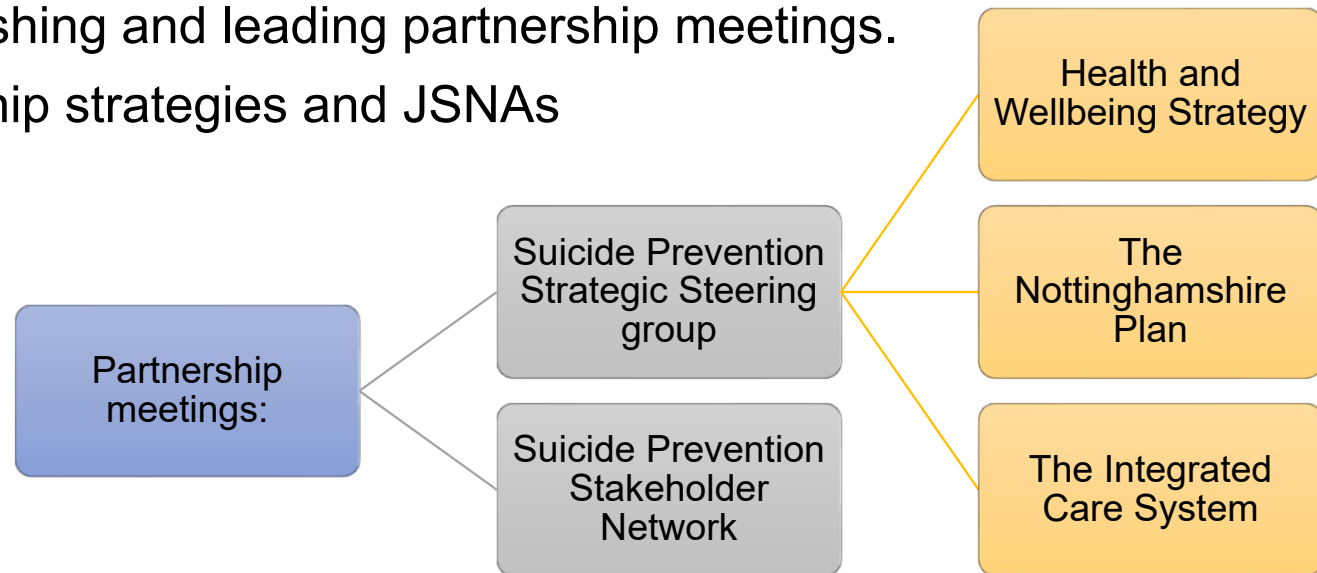 shing and leading partnership meetings.
ip strategies and JSNAs
Partnership
meetings:
Suicide Prevention
Strategic Steering
group
Suicide Prevention
Stakeholder
Network
Health and
Wellbeing Strategy
The
Nottinghamshire
Plan
The Integrated
Care System